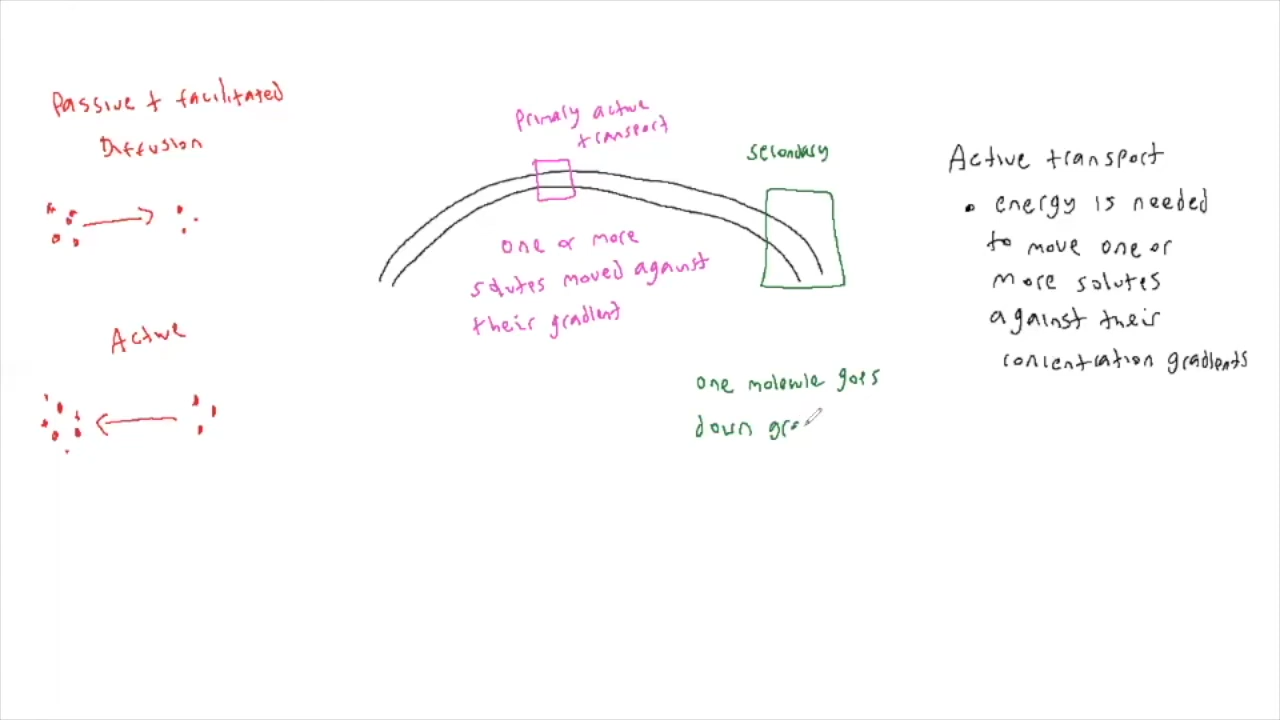 Passive + facilitated
Diffusion
Active
Primary active
transport
one or more
solutes moved against
their gradient
secondary
one molecule goes
down gra
Active transport
• energy is needed
to move one or
more solutes
against their
concentration gradients